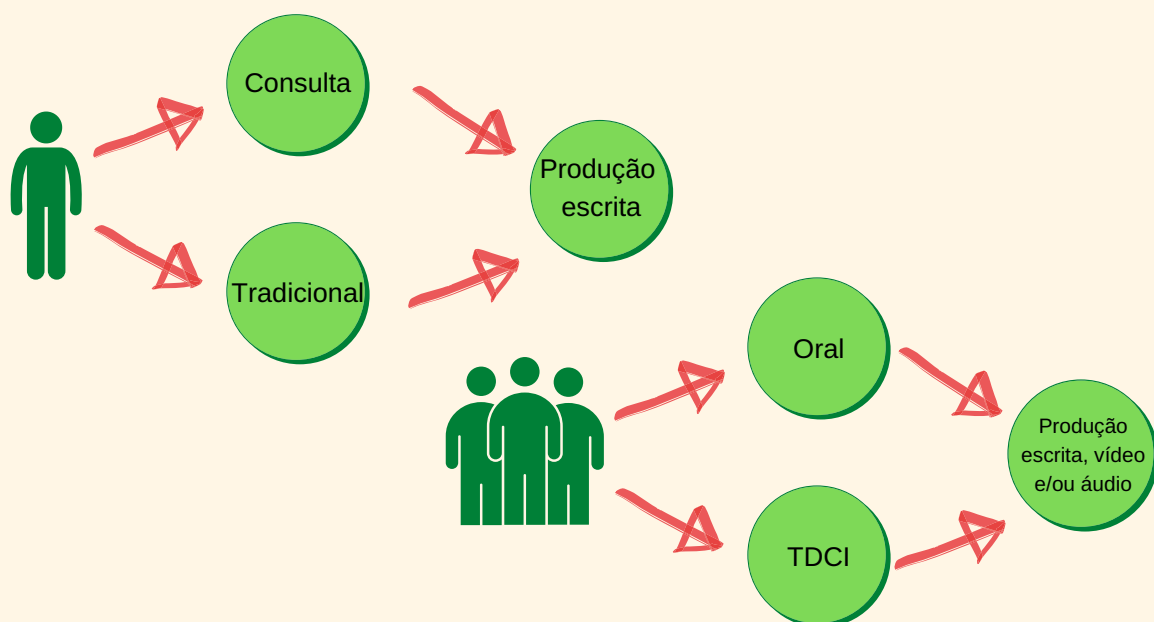 Consulta
Produção
escrita
Tradicional
Oral
Produção
escrita, vídeo
e/ou áudio
TDCI